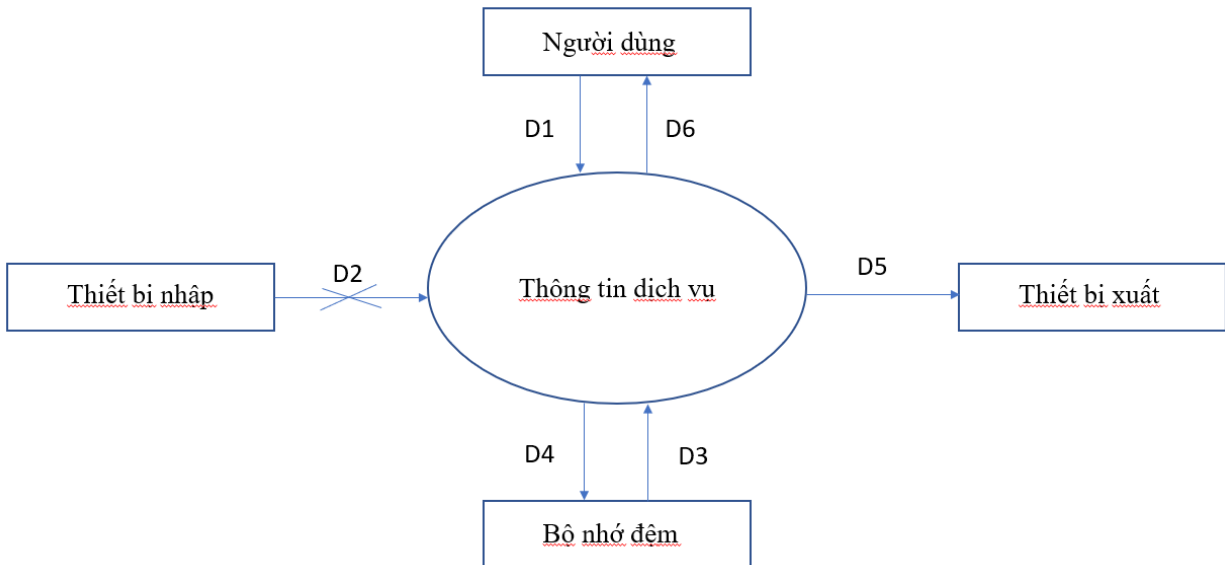 Người dùng
D1
D6
D2
D5
Thiết bị nhập
Thông tin dịch vụ
Thiết bị xuất
D4
D3
Bộ nhớ đệm